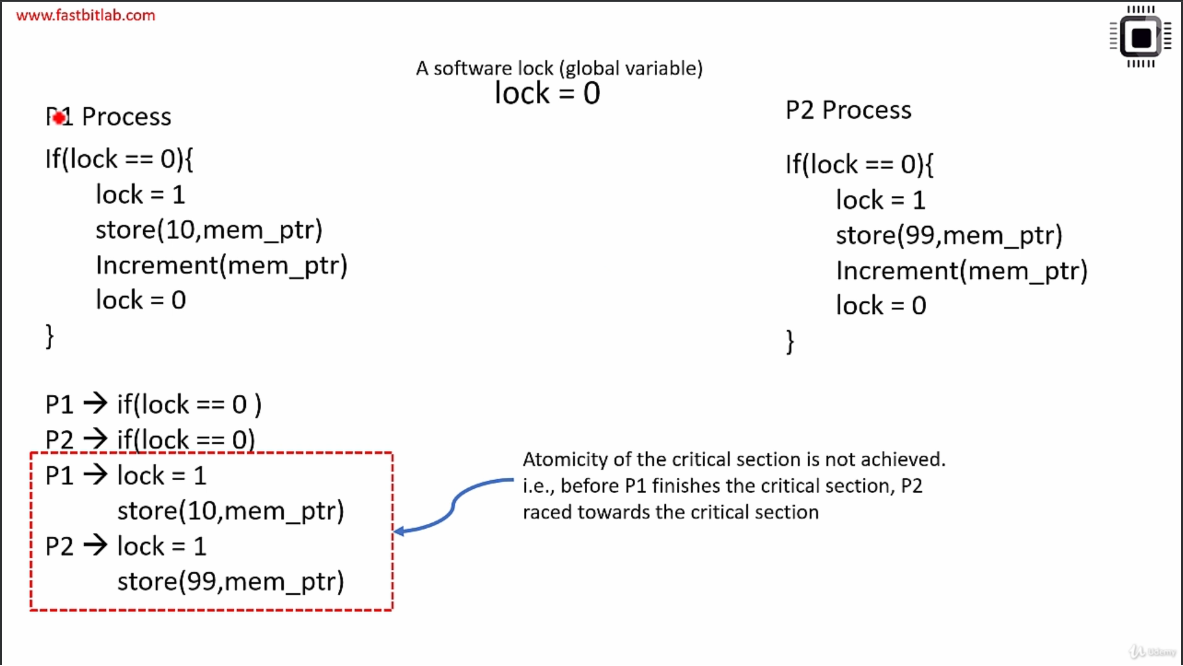 www.fastbitlab.com
A software lock (global variable)
lock = 0
P1 Process
If(lock == 0){
lock = 1
store(10,mem_ptr)
Increment(mem_ptr)
lock = 0
}
P2 Process
If(lock == 0){
lock = 1
store(99,mem_ptr)
Increment(mem_ptr)
lock = 0
}
P1 → if(lock == 0 )
P2 → if(lock == 0)
P1 → lock = 1
store(10,mem_ptr)
P2 → lock = 1
store(99,mem_ptr)
Atomicity of the critical section is not achieved.
i.e., before P1 finishes the critical section, P2
raced towards the critical section
Udemy